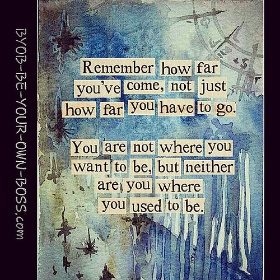 [BYOB-BE-YOUR-OWN-BOSS.com
Remember how far
you've come, not just
how far you have to go.
You are not where you
want to be, but neither
are you where
you used to be.